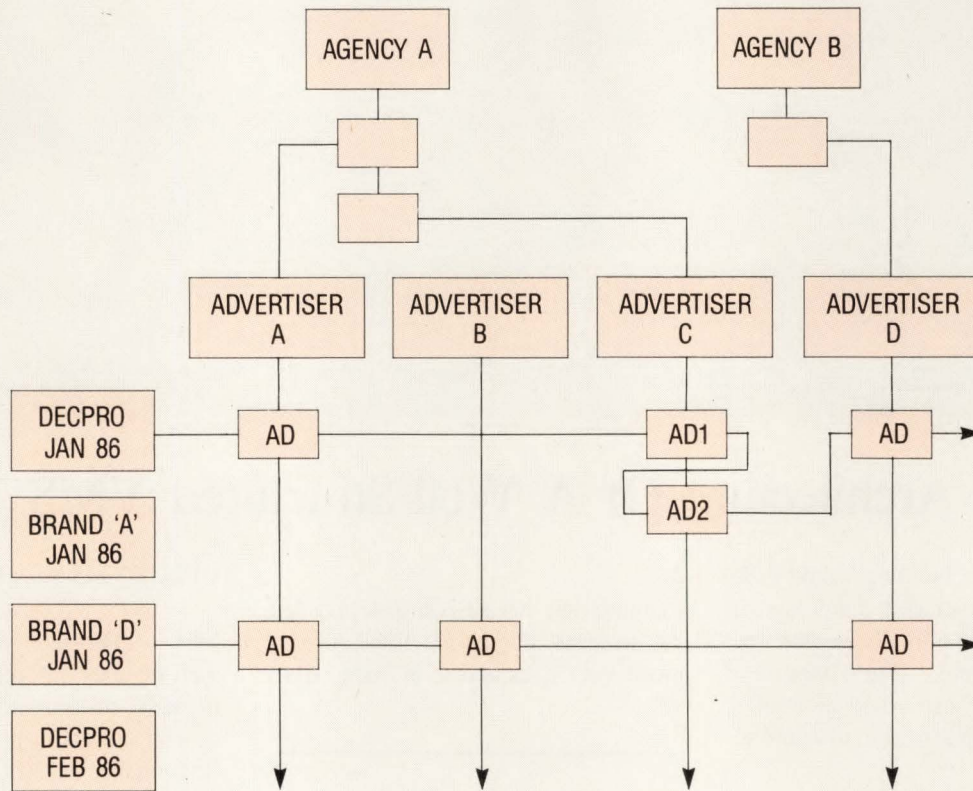 AGENCY A
AGENCY B
ADVERTISER
A
ADVERTISER
B
ADVERTISER
C
ADVERTISER
D
DECPRO
JAN 86
AD
AD1
AD
AD2
BRAND ‘A’
JAN 86
BRAND ‘D’
JAN 86
AD
AD
AD
DECPRO
FEB 86